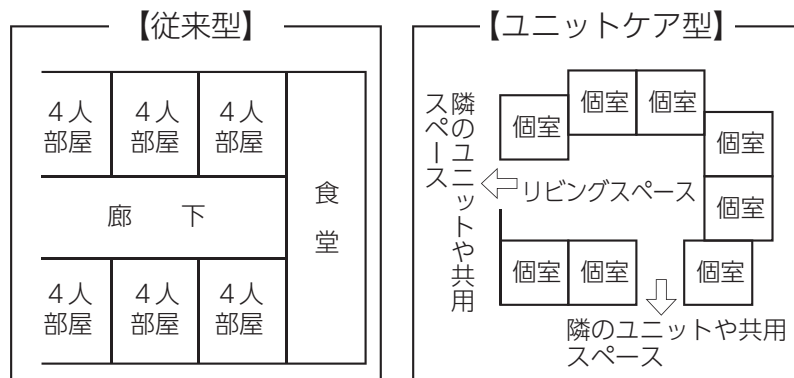 【従来型】
4人
部屋
4人
部屋
4人
部屋
廊　下
食堂
4人
部屋
4人
部屋
4人
部屋
【ユニットケア型】
隣のユニットや共用
スペース
個室
個室
個室
個室
リビングスペース
個室
個室
個室
個室
隣のユニットや共用
スペース